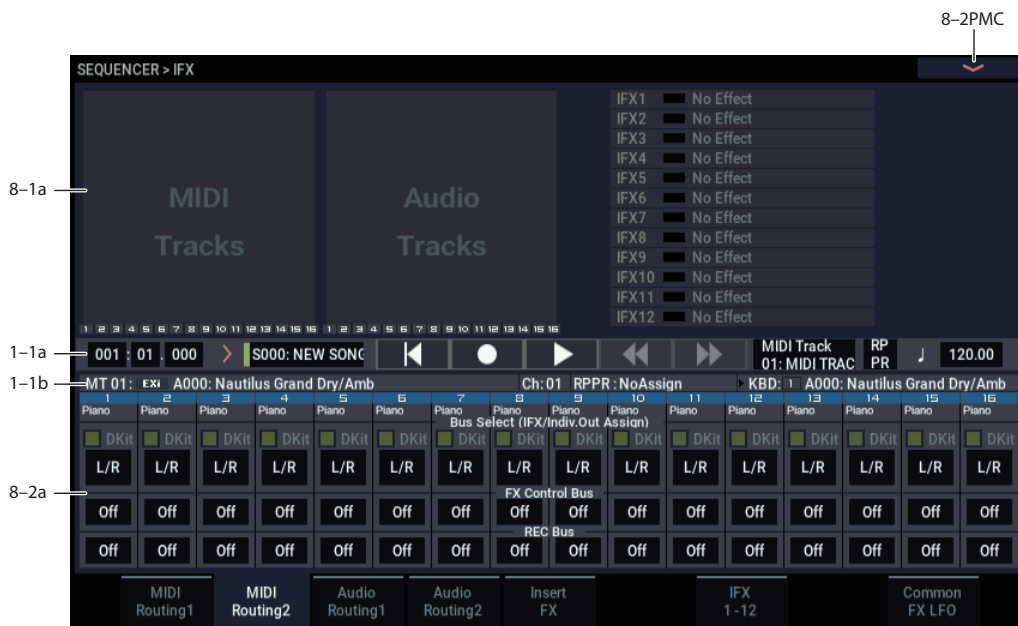 8–2PMC
SEQUENCER > IFX
8–1a
MIDI
Tracks
Audio
Tracks
IFX1 No Effect
IFX2 No Effect
IFX3 No Effect
IFX4 No Effect
IFX5 No Effect
IFX6 No Effect
IFX7 No Effect
IFX8 No Effect
IFX9 No Effect
IFX10 No Effect
IFX11 No Effect
IFX12 No Effect
1 2 3 4 5 6 7 8 9 10 11 12 13 14 15 16 1 2 3 4 5 6 7 8 9 10 11 12 13 14 15 16
1–1a
001 : 01 . 000 S000: NEW SONG MIDI Track RP ♩ 120.00
01: MIDI TRAC PR
1–1b
MT 01: EXi A000: Nautilus Grand Dry/Amb Ch:01 RPPR : NoAssign KBD: 1 A000: Nautilus Grand Dry/Amb
1 2 3 4 5 6 7 8 9 10 11 12 13 14 15 16
Piano Piano Piano Piano Piano Piano Piano Piano Piano Piano Piano Piano Piano Piano Piano Piano
Bus Select (IFX/Indiv.Out Assign)
DKit DKit DKit DKit DKit DKit DKit DKit DKit DKit DKit DKit DKit DKit DKit DKit
L/R L/R L/R L/R L/R L/R L/R L/R L/R L/R L/R L/R L/R L/R L/R L/R
8–2a
FX Control Bus
Off Off Off Off Off Off Off Off Off Off Off Off Off Off Off Off
REC Bus
Off Off Off Off Off Off Off Off Off Off Off Off Off Off Off Off
MIDI Routing1 MIDI Routing2 Audio Routing1 Audio Routing2 Insert FX IFX 1-12 Common FX LFO